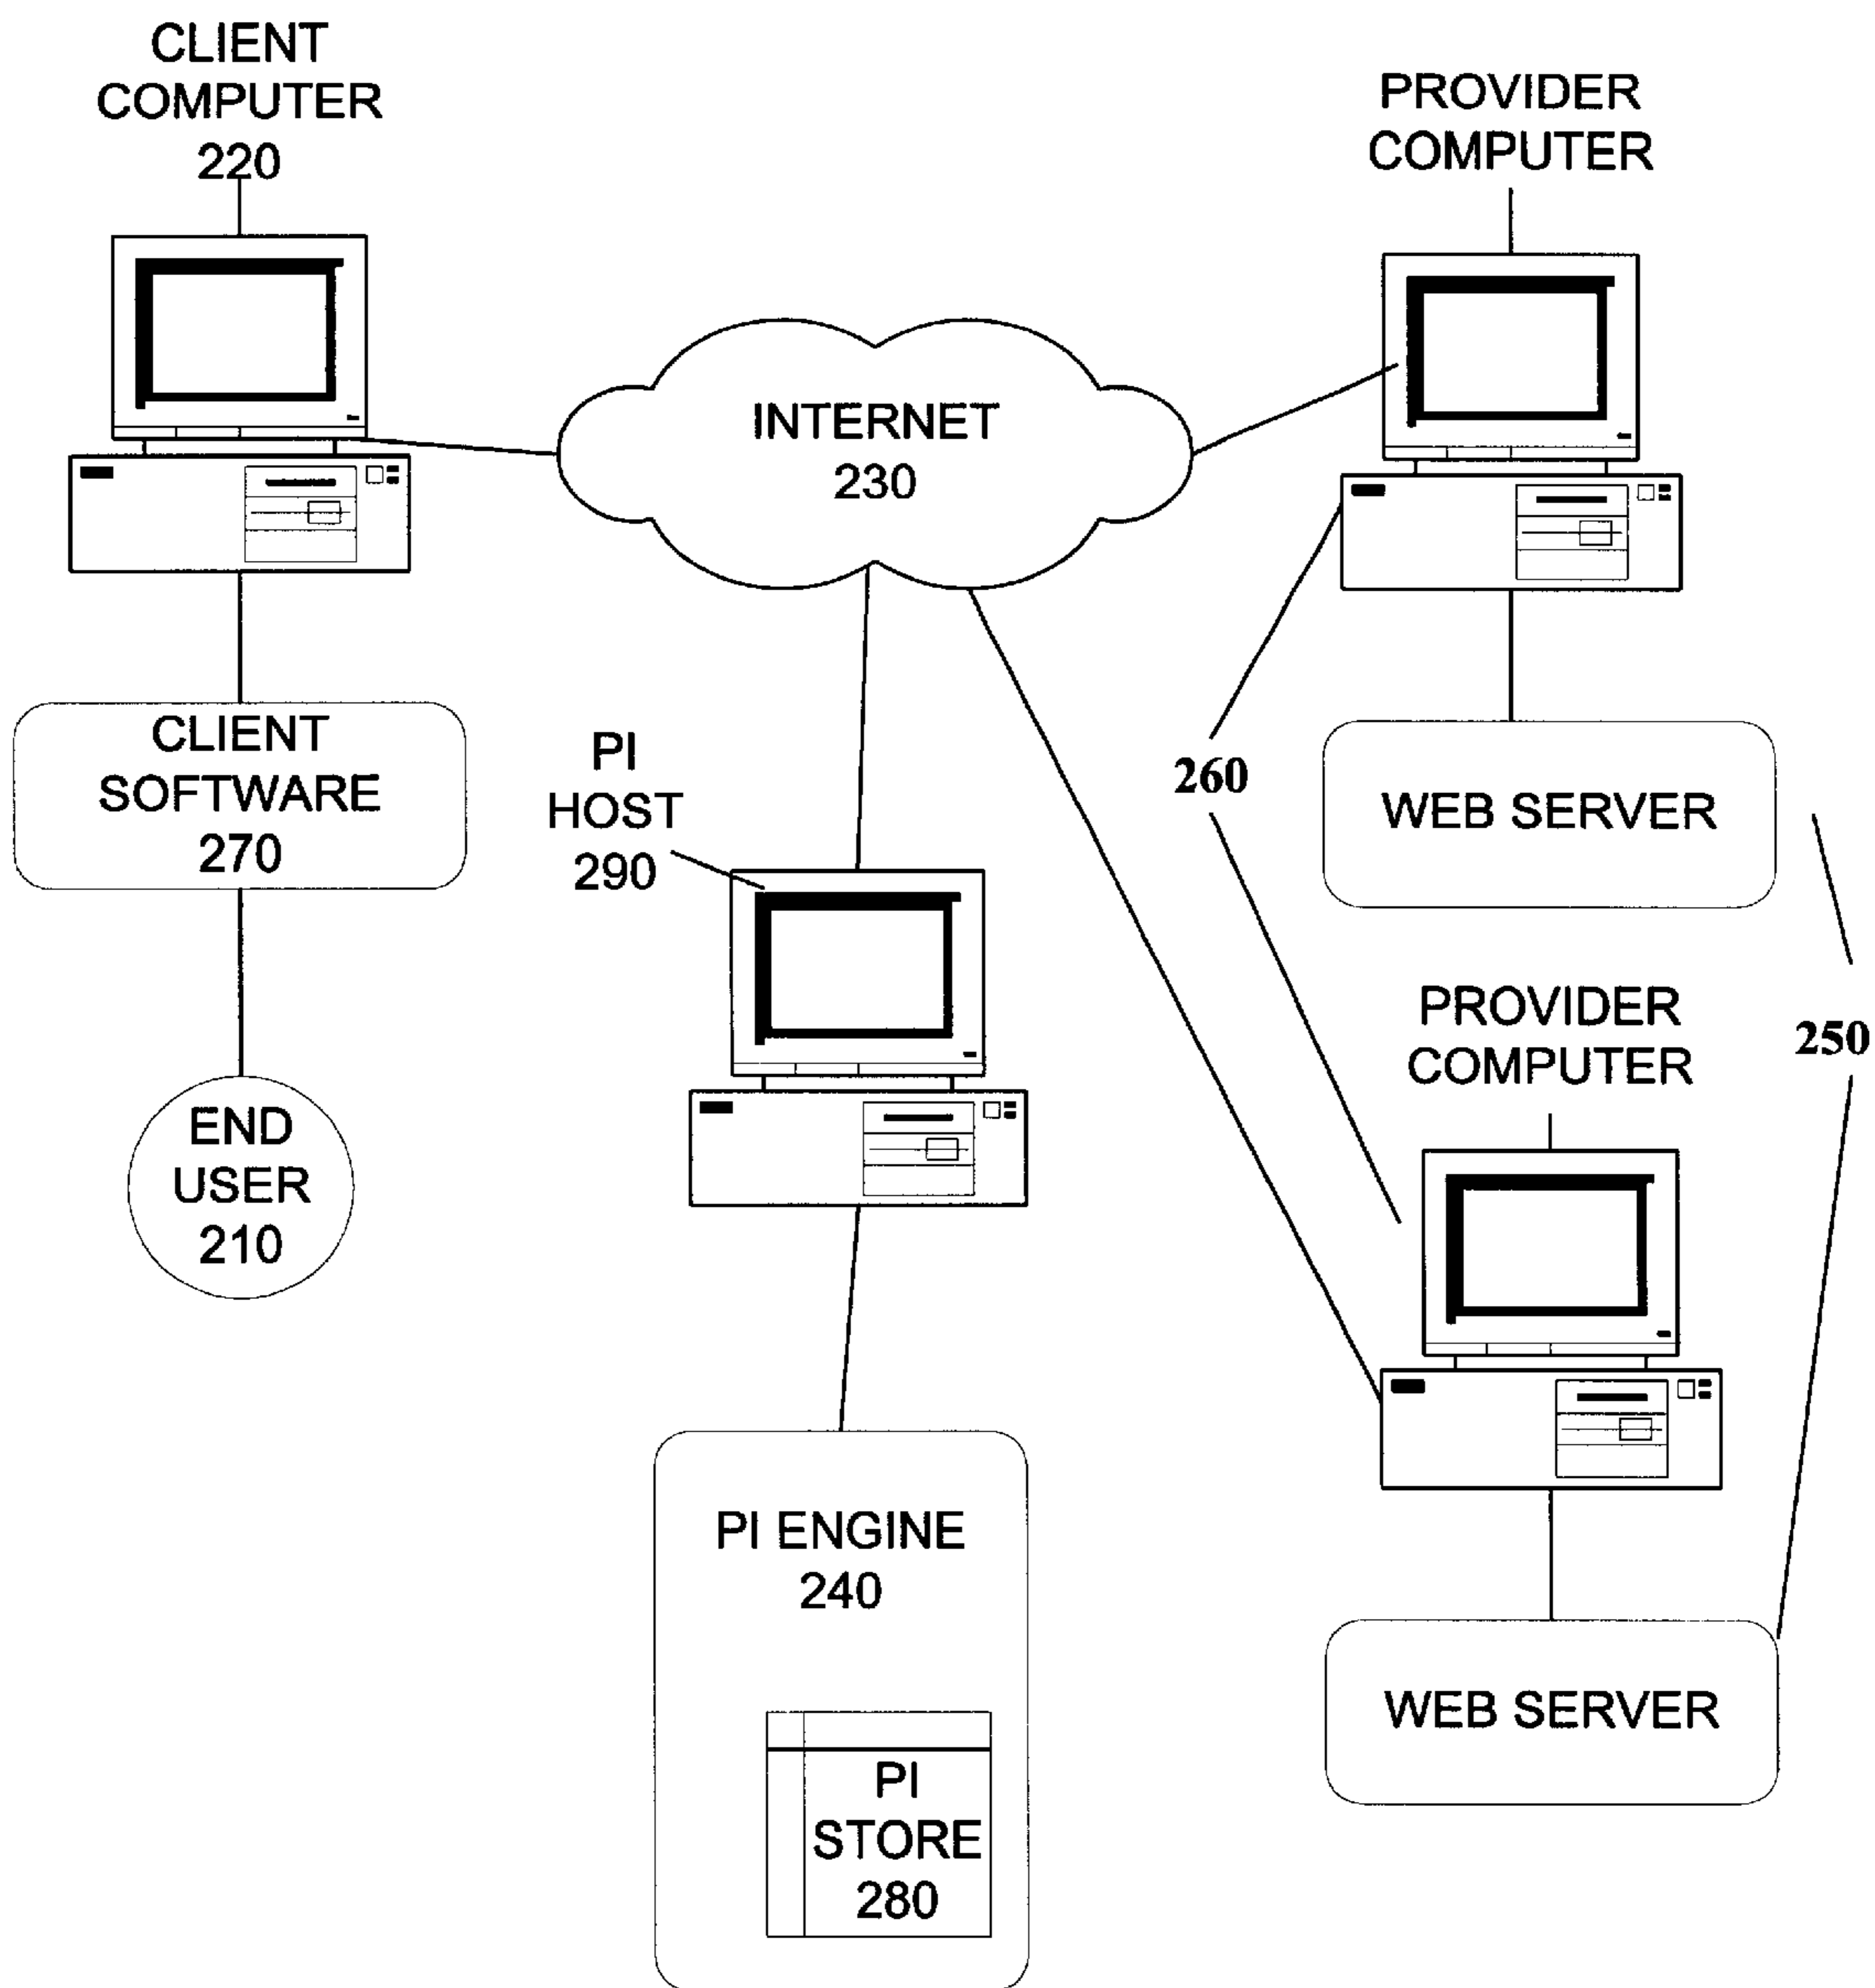 CLIENT
COMPUTER
220
PROVIDER
COMPUTER
INTERNET
230
CLIENT
SOFTWARE
270
PI
HOST
290
260
WEB SERVER
PROVIDER
COMPUTER
250
END
USER
210
PI ENGINE
240
WEB SERVER
PI
STORE
280